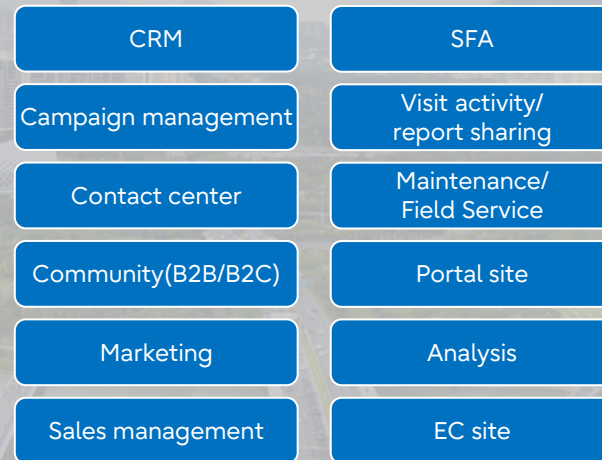 CRM
SFA
Campaign management
Visit activity/
report sharing
Contact center
Maintenance/
Field Service
Community(B2B/B2C)
Portal site
Marketing
Analysis
Sales management
EC site